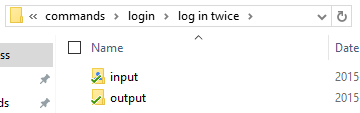 « commands › login › log in twice ›
Name Date
ss
input 2015
ds output 2015